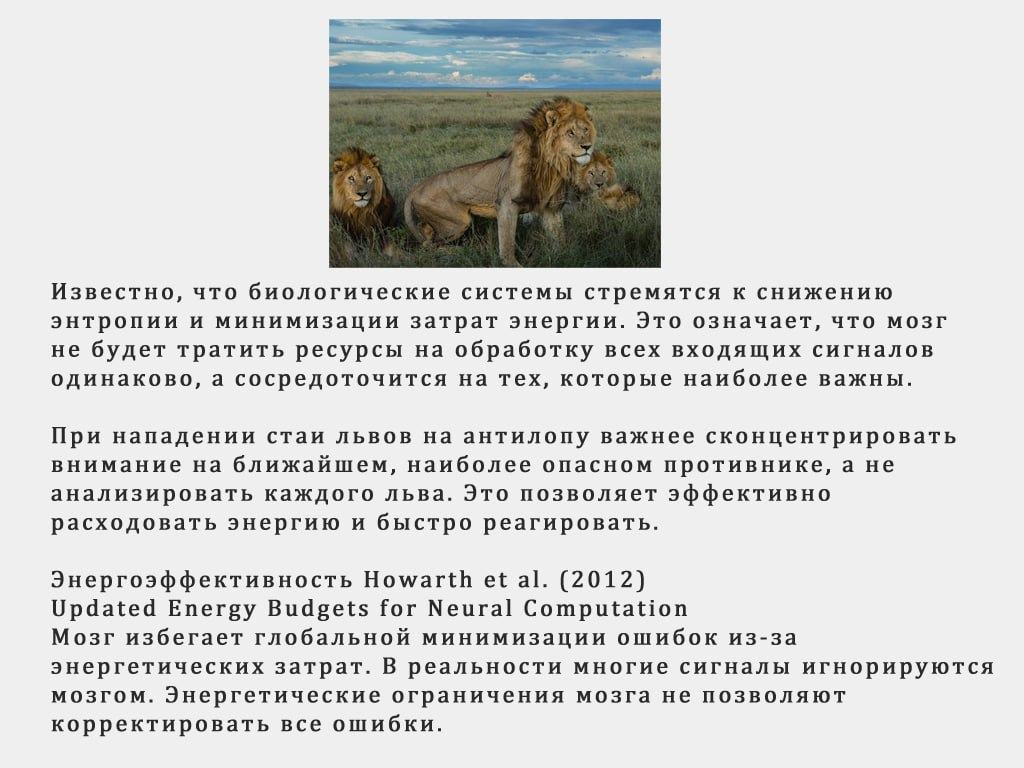 Известно, что биологические системы стремятся к снижению
энтропии и минимизации затрат энергии. Это означает, что мозг
не будет тратить ресурсы на обработку всех входящих сигналов
одинаково, а сосредоточится на тех, которые наиболее важны.
При нападении стаи львов на антилопу важнее сконцентрировать
внимание на ближайшем, наиболее опасном противнике, а не
анализировать каждого льва. Это позволяет эффективно
расходовать энергию и быстро реагировать.
Энергоэффективность Howarth et al. (2012)
Updated Energy Budgets for Neural Computation
Мозг избегает глобальной минимизации ошибок из-за
энергетических затрат. В реальности многие сигналы игнорируются
мозгом. Энергетические ограничения мозга не позволяют
корректировать все ошибки.